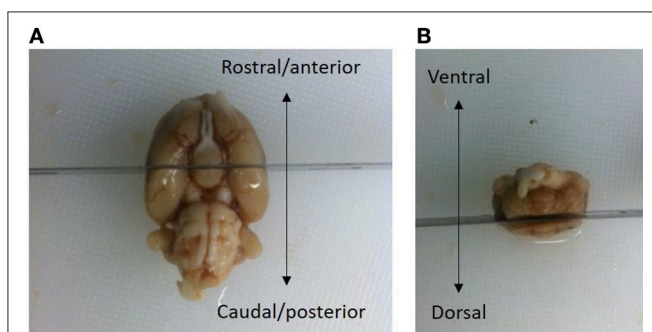 A
Rostral/anterior
Caudal/posterior
B
Ventral
Dorsal